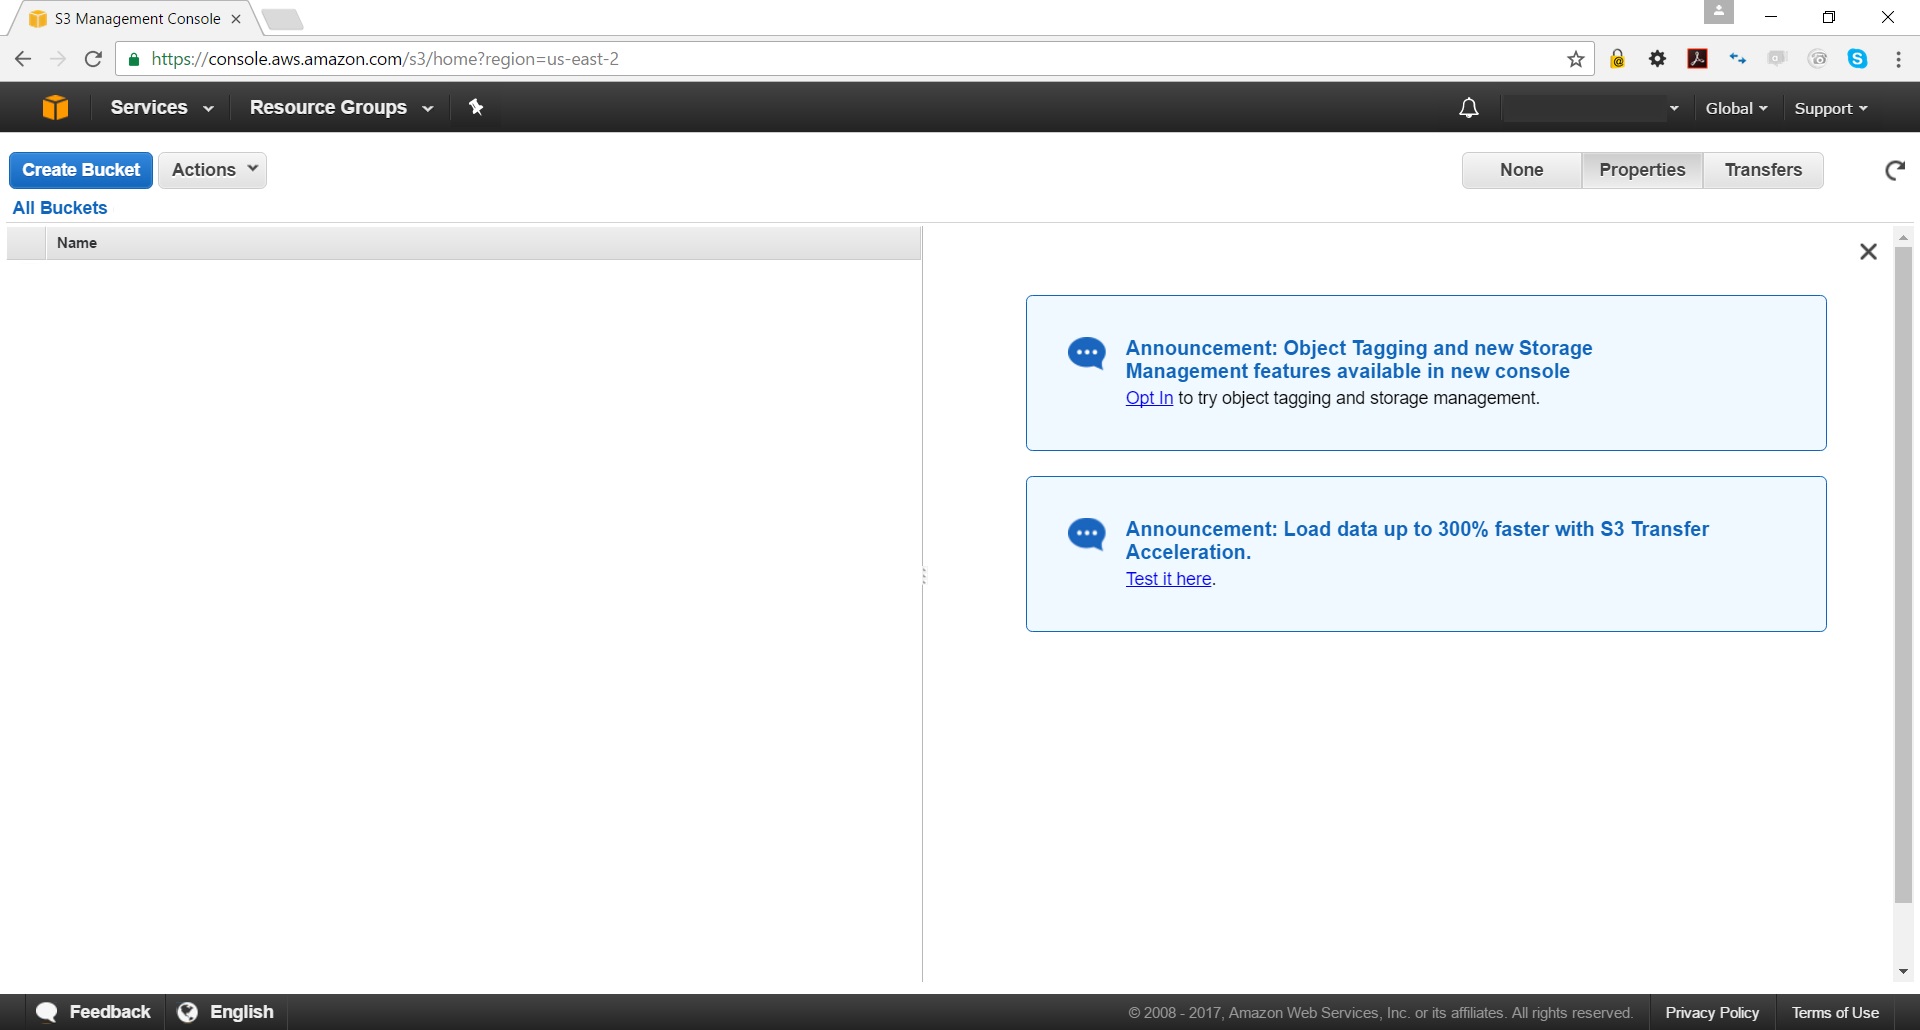 S3 Management Console
https://console.aws.amazon.com/s3/home?region=us-east-2
Services
Resource Groups
Global
Support
Create Bucket
Actions
None
Properties
Transfers
All Buckets
Name
Announcement: Object Tagging and new Storage
Management features available in new console
Opt In to try object tagging and storage management.
Announcement: Load data up to 300% faster with S3 Transfer
Acceleration.
Test it here.
Feedback
English
© 2008 - 2017, Amazon Web Services, Inc. or its affiliates. All rights reserved.
Privacy Policy
Terms of Use